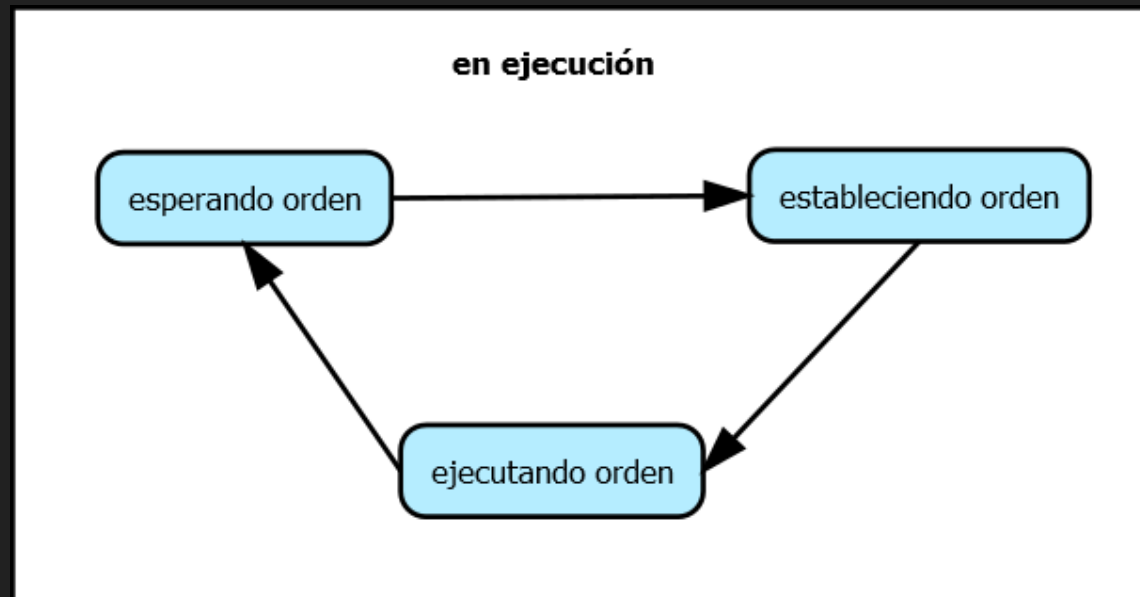 en ejecución
esperando orden
estableciendo orden
ejecutando orden